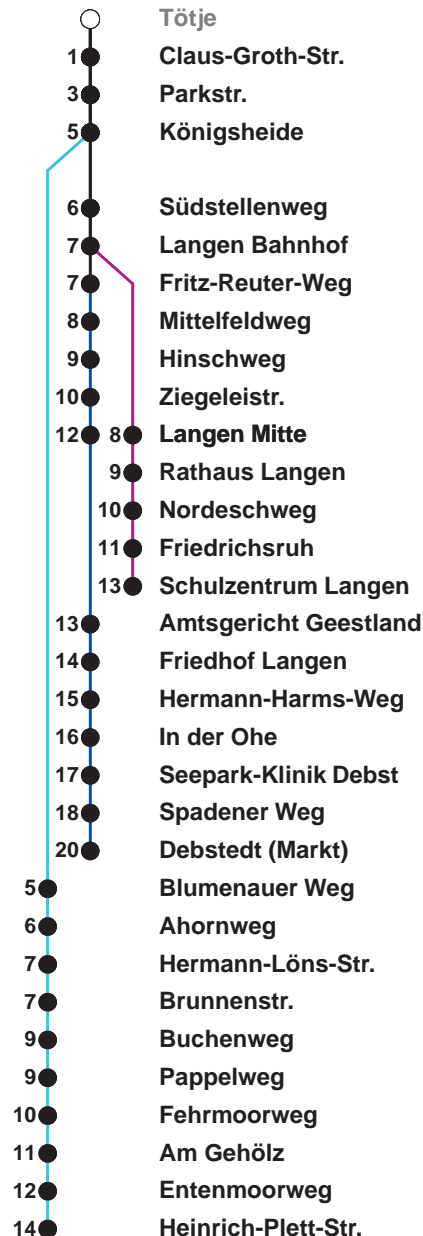 Tötje
1 Claus-Groth-Str.
3 Parkstr.
5 Königsheide
6 Südstellenweg
7 Langen Bahnhof
7 Fritz-Reuter-Weg
8 Mittelfeldweg
9 Hinschweg
10 Ziegeleistr.
12 8 Langen Mitte
9 Rathaus Langen
10 Nordeschweg
11 Friedrichsruh
13 Schulzentrum Langen
13 Amtsgericht Geestland
14 Friedhof Langen
15 Hermann-Harms-Weg
16 In der Ohe
17 Seepark-Klinik Debst
18 Spadener Weg
20 Debstedt (Markt)
5 Blumenauer Weg
6 Ahornweg
7 Hermann-Löns-Str.
7 Brunnenstr.
9 Buchenweg
9 Pappelweg
10 Fehrmoorweg
11 Am Gehölz
12 Entenmoorweg
14 Heinrich-Plett-Str.